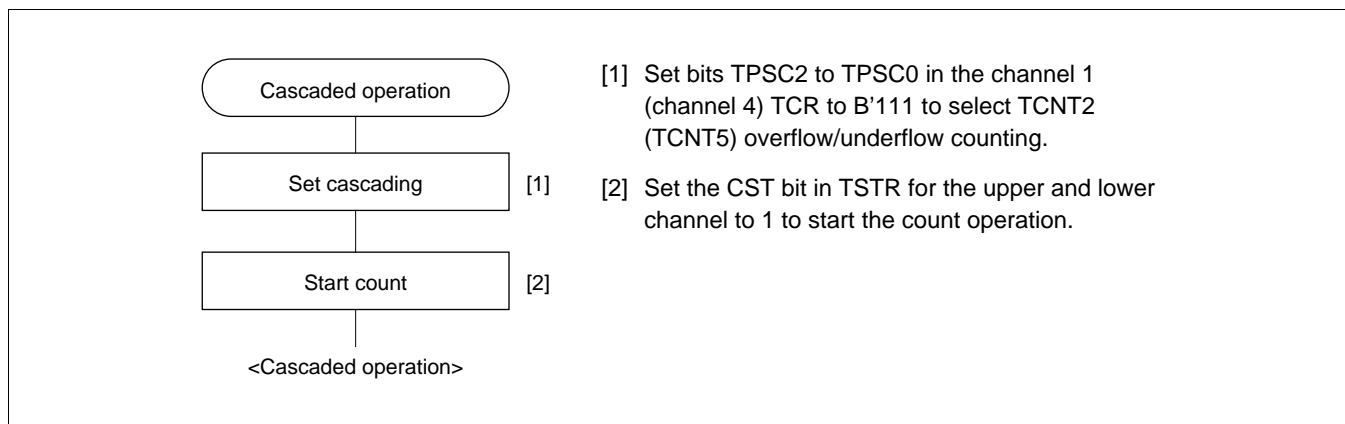 Cascaded operation
Set cascading [1]
Start count [2]
<Cascaded operation>
[1] Set bits TPSC2 to TPSC0 in the channel 1
(channel 4) TCR to B’111 to select TCNT2
(TCNT5) overflow/underflow counting.
[2] Set the CST bit in TSTR for the upper and lower
channel to 1 to start the count operation.